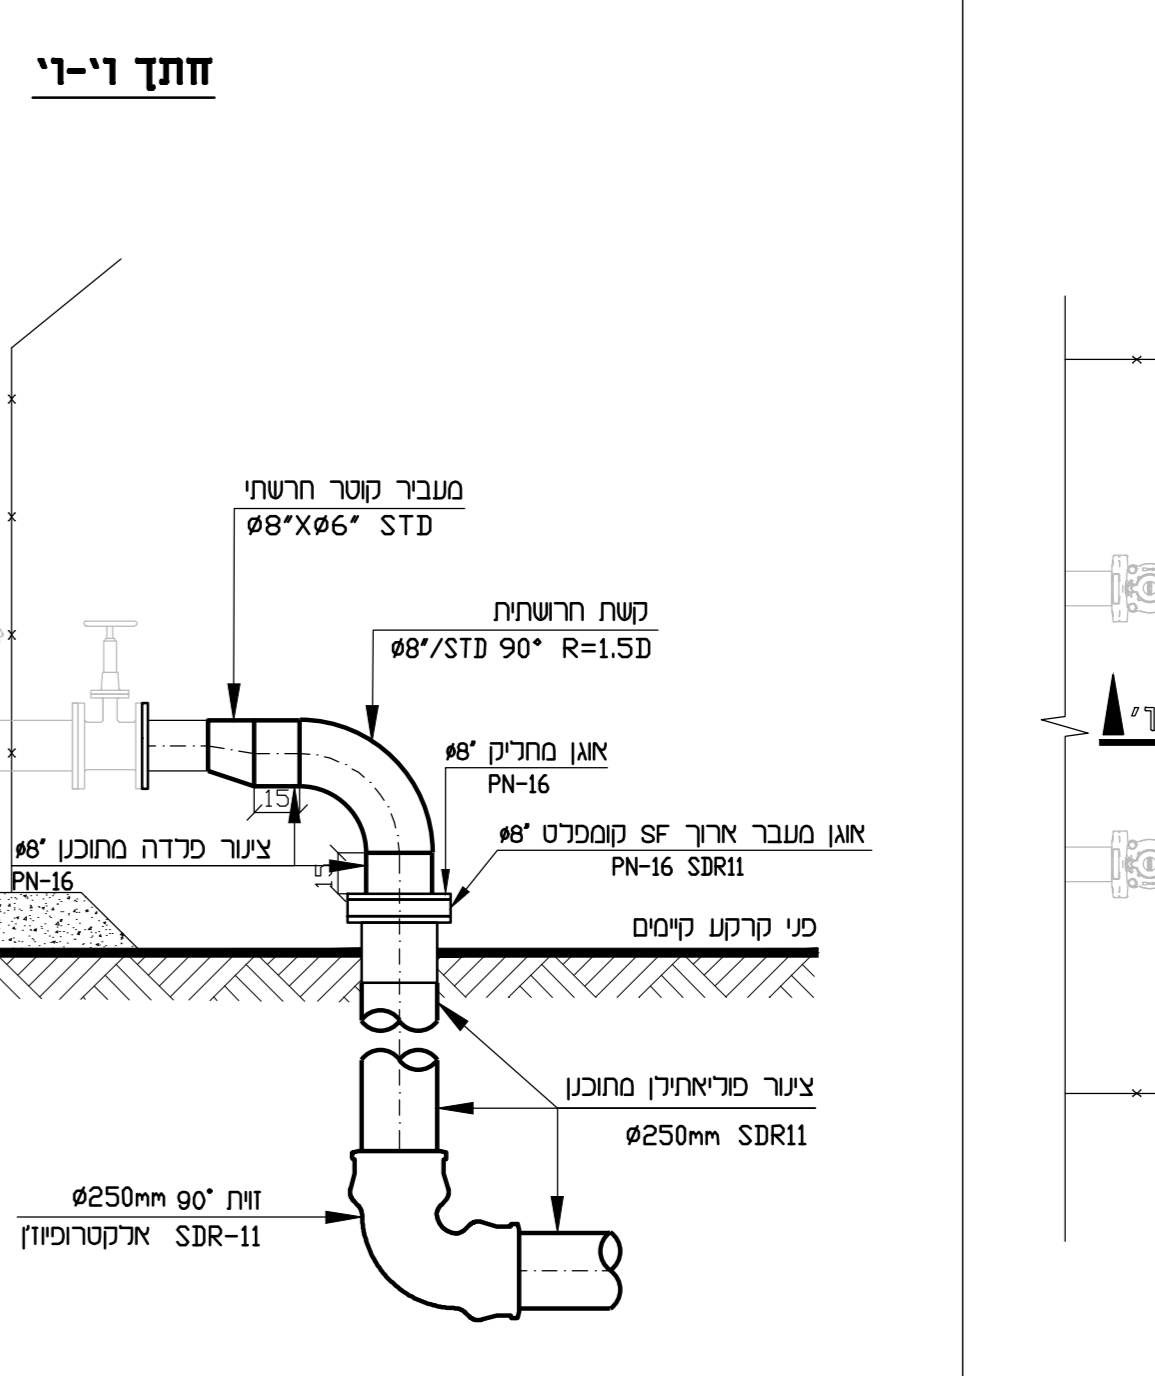 חתך ו'-ו'
מעביר קוטר חרשתי
Ø8"XØ6" STD
קשת חרושתית
Ø8"/STD 90° R=1.5D
אוגן מחליק Ø8"
PN-16
אוגן מעבר ארוך SF קומפלט Ø8"
PN-16 SDR11
15
צינור פלדה מתוכנן Ø8"
PN-16
15
פני קרקע קיימים
צינור פוליאתילן מתוכנן
Ø250mm SDR11
זוית 90° Ø250mm
SDR-11 אלקטרופיוז'ן